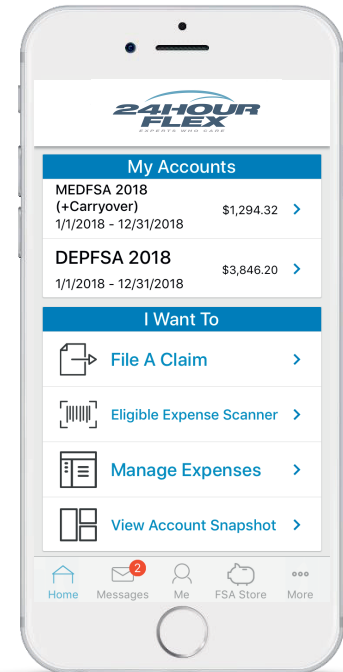 24HOUR
FLEX
EXPERTS WHO CARE
My Accounts
MEDFSA 2018
(+Carryover)
$1,294.32
1/1/2018 - 12/31/2018
DEPFSA 2018
$3,846.20
1/1/2018 - 12/31/2018
I Want To
File A Claim
Eligible Expense Scanner
Manage Expenses
View Account Snapshot
2
Home Messages Me FSA Store More